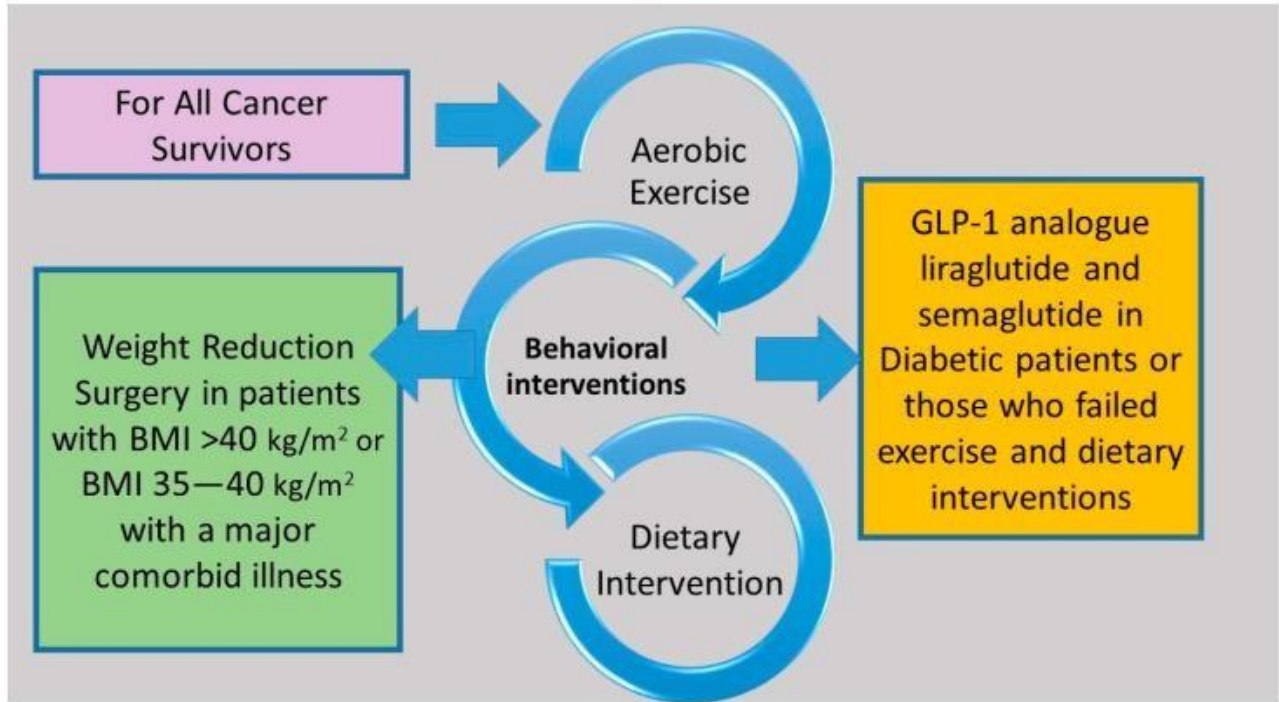 For All Cancer
Survivors
Aerobic
Exercise
GLP-1 analogue
liraglutide and
semaglutide in
Diabetic patients or
those who failed
exercise and dietary
interventions
Weight Reduction
Surgery in patients
with BMI >40 kg/m² or
BMI 35—40 kg/m²
with a major
comorbid illness
Behavioral
interventions
Dietary
Intervention